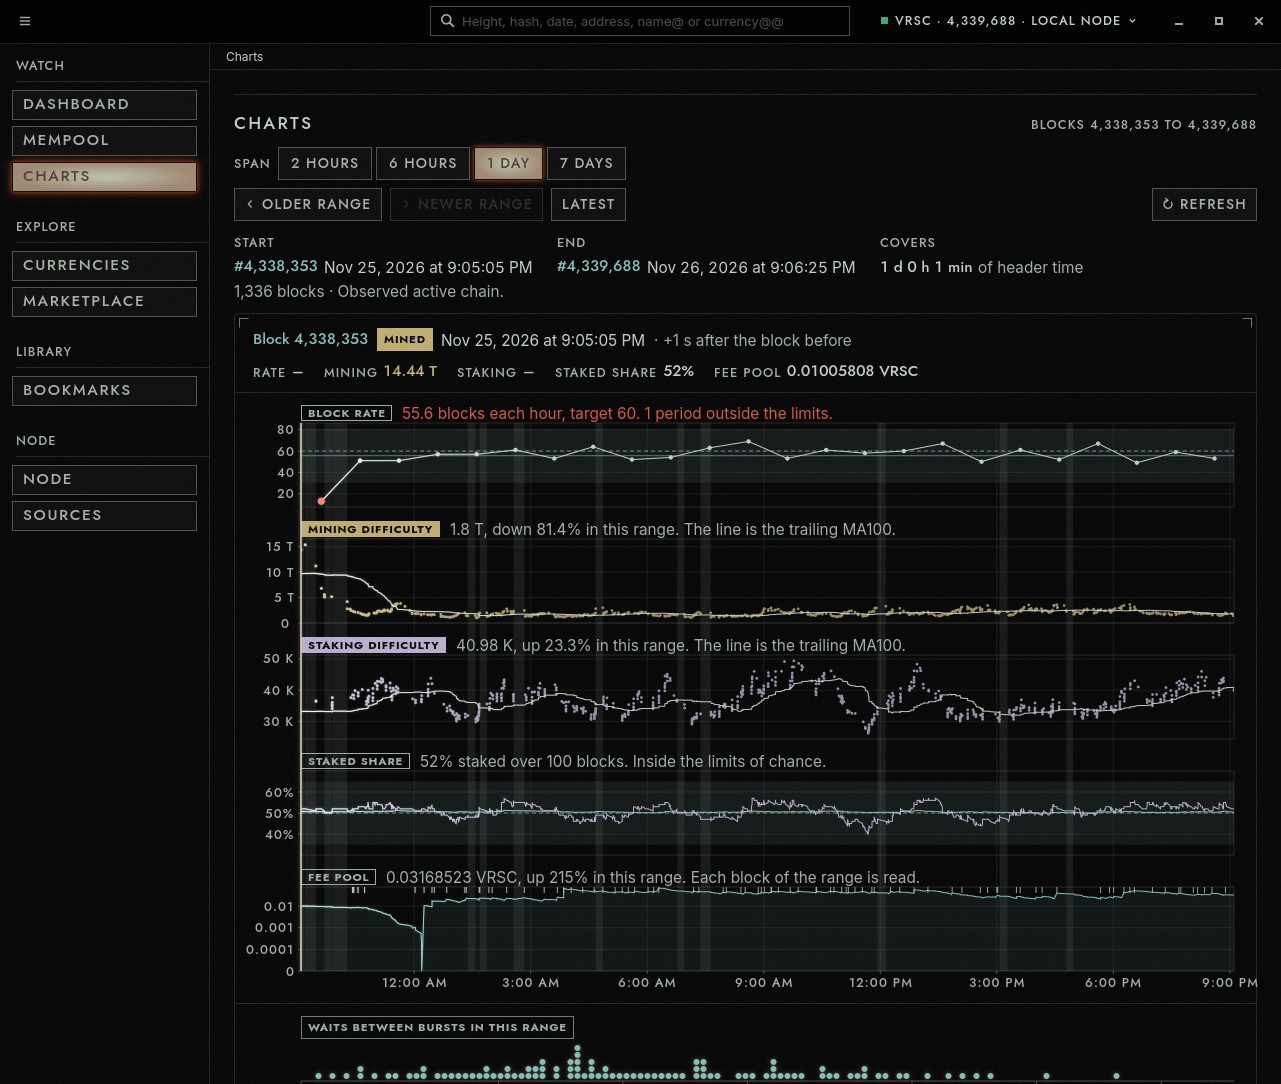 Height, hash, date, address, name@ or currency@@
VRSC · 4,339,688 · LOCAL NODE
WATCH
Charts
DASHBOARD
MEMPOOL
CHARTS
EXPLORE
CURRENCIES
MARKETPLACE
LIBRARY
BOOKMARKS
NODE
NODE
SOURCES
CHARTS
BLOCKS 4,338,353 TO 4,339,688
SPAN 2 HOURS 6 HOURS 1 DAY 7 DAYS
‹ OLDER RANGE › NEWER RANGE LATEST ↻ REFRESH
START END COVERS
#4,338,353 Nov 25, 2026 at 9:05:05 PM #4,339,688 Nov 26, 2026 at 9:06:25 PM 1 d 0 h 1 min of header time
1,336 blocks · Observed active chain.
Block 4,338,353 MINED Nov 25, 2026 at 9:05:05 PM · +1 s after the block before
RATE — MINING 14.44 T STAKING — STAKED SHARE 52% FEE POOL 0.01005808 VRSC
BLOCK RATE 55.6 blocks each hour, target 60. 1 period outside the limits.
80
60
40
20
MINING DIFFICULTY 1.8 T, down 81.4% in this range. The line is the trailing MA100.
15 T
10 T
5 T
0
STAKING DIFFICULTY 40.98 K, up 23.3% in this range. The line is the trailing MA100.
50 K
40 K
30 K
STAKED SHARE 52% staked over 100 blocks. Inside the limits of chance.
60%
50%
40%
FEE POOL 0.03168523 VRSC, up 215% in this range. Each block of the range is read.
0.01
0.001
0.0001
0
12:00 AM 3:00 AM 6:00 AM 9:00 AM 12:00 PM 3:00 PM 6:00 PM 9:00 PM
WAITS BETWEEN BURSTS IN THIS RANGE